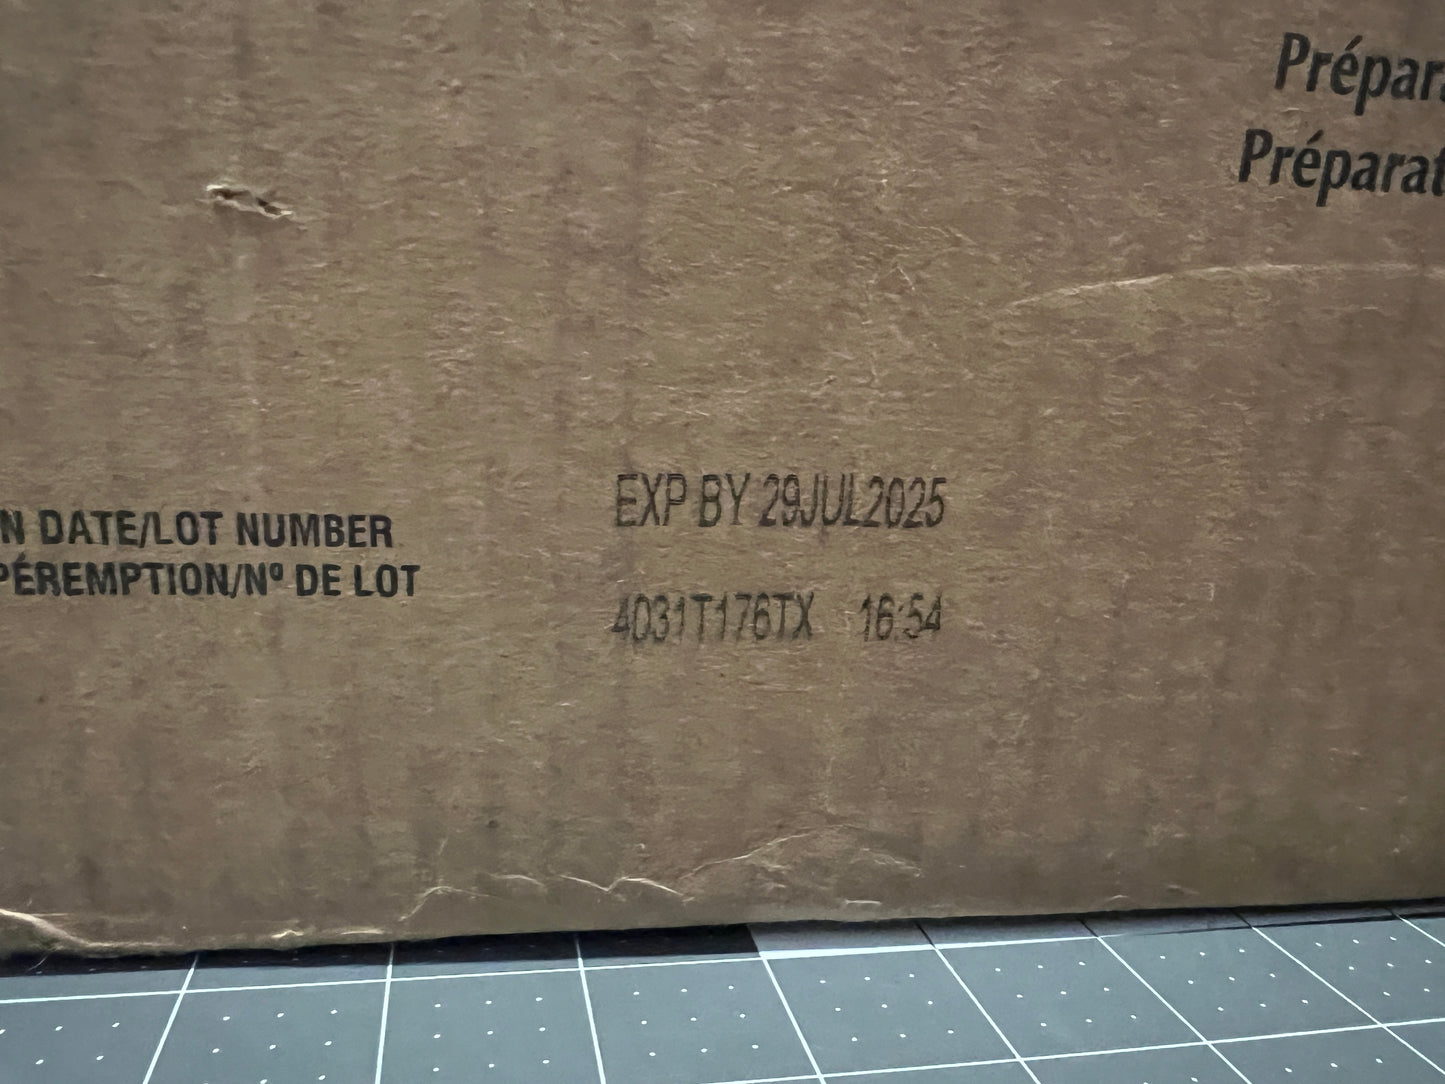 Prépar
Préparat
EXP BY 29JUL2025
N DATE/LOT NUMBER
PÉREMPTION/Nº DE LOT
4031T176TX 16:54